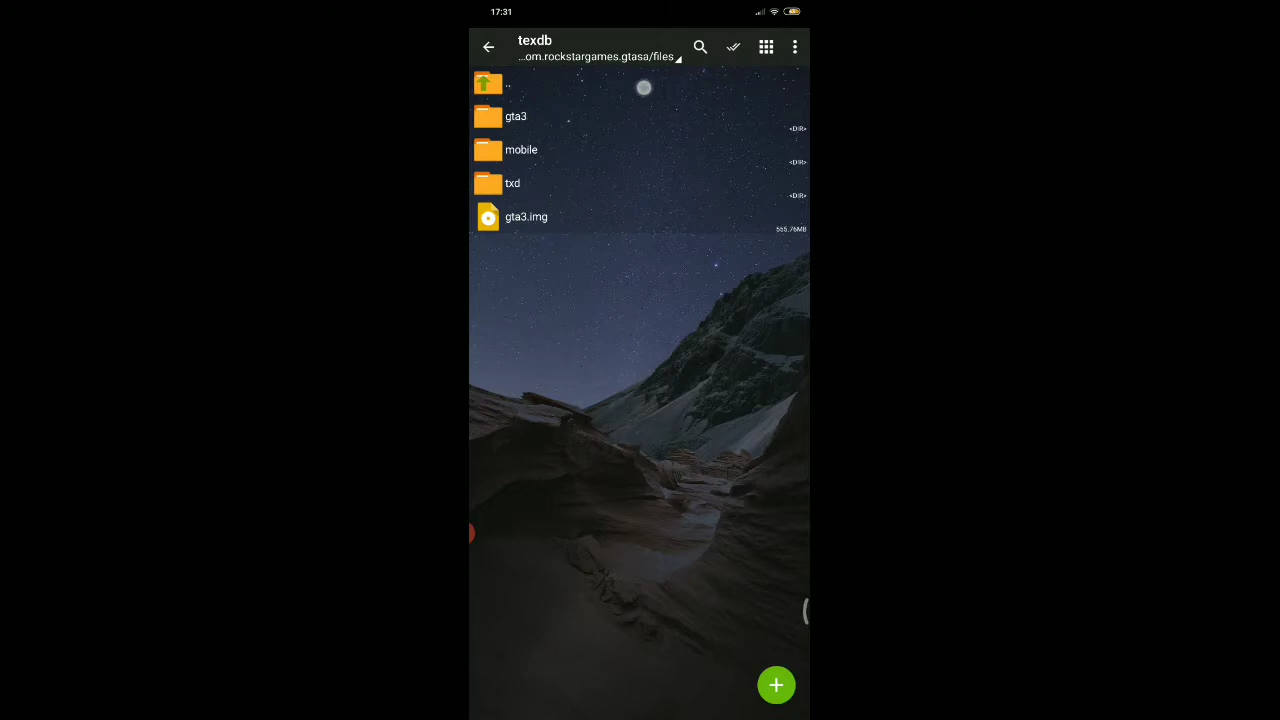 17:31
texdb
...om.rockstargames.gtasa/files
..
gta3
<DIR>
mobile
<DIR>
txd
<DIR>
gta3.img
555.76MB